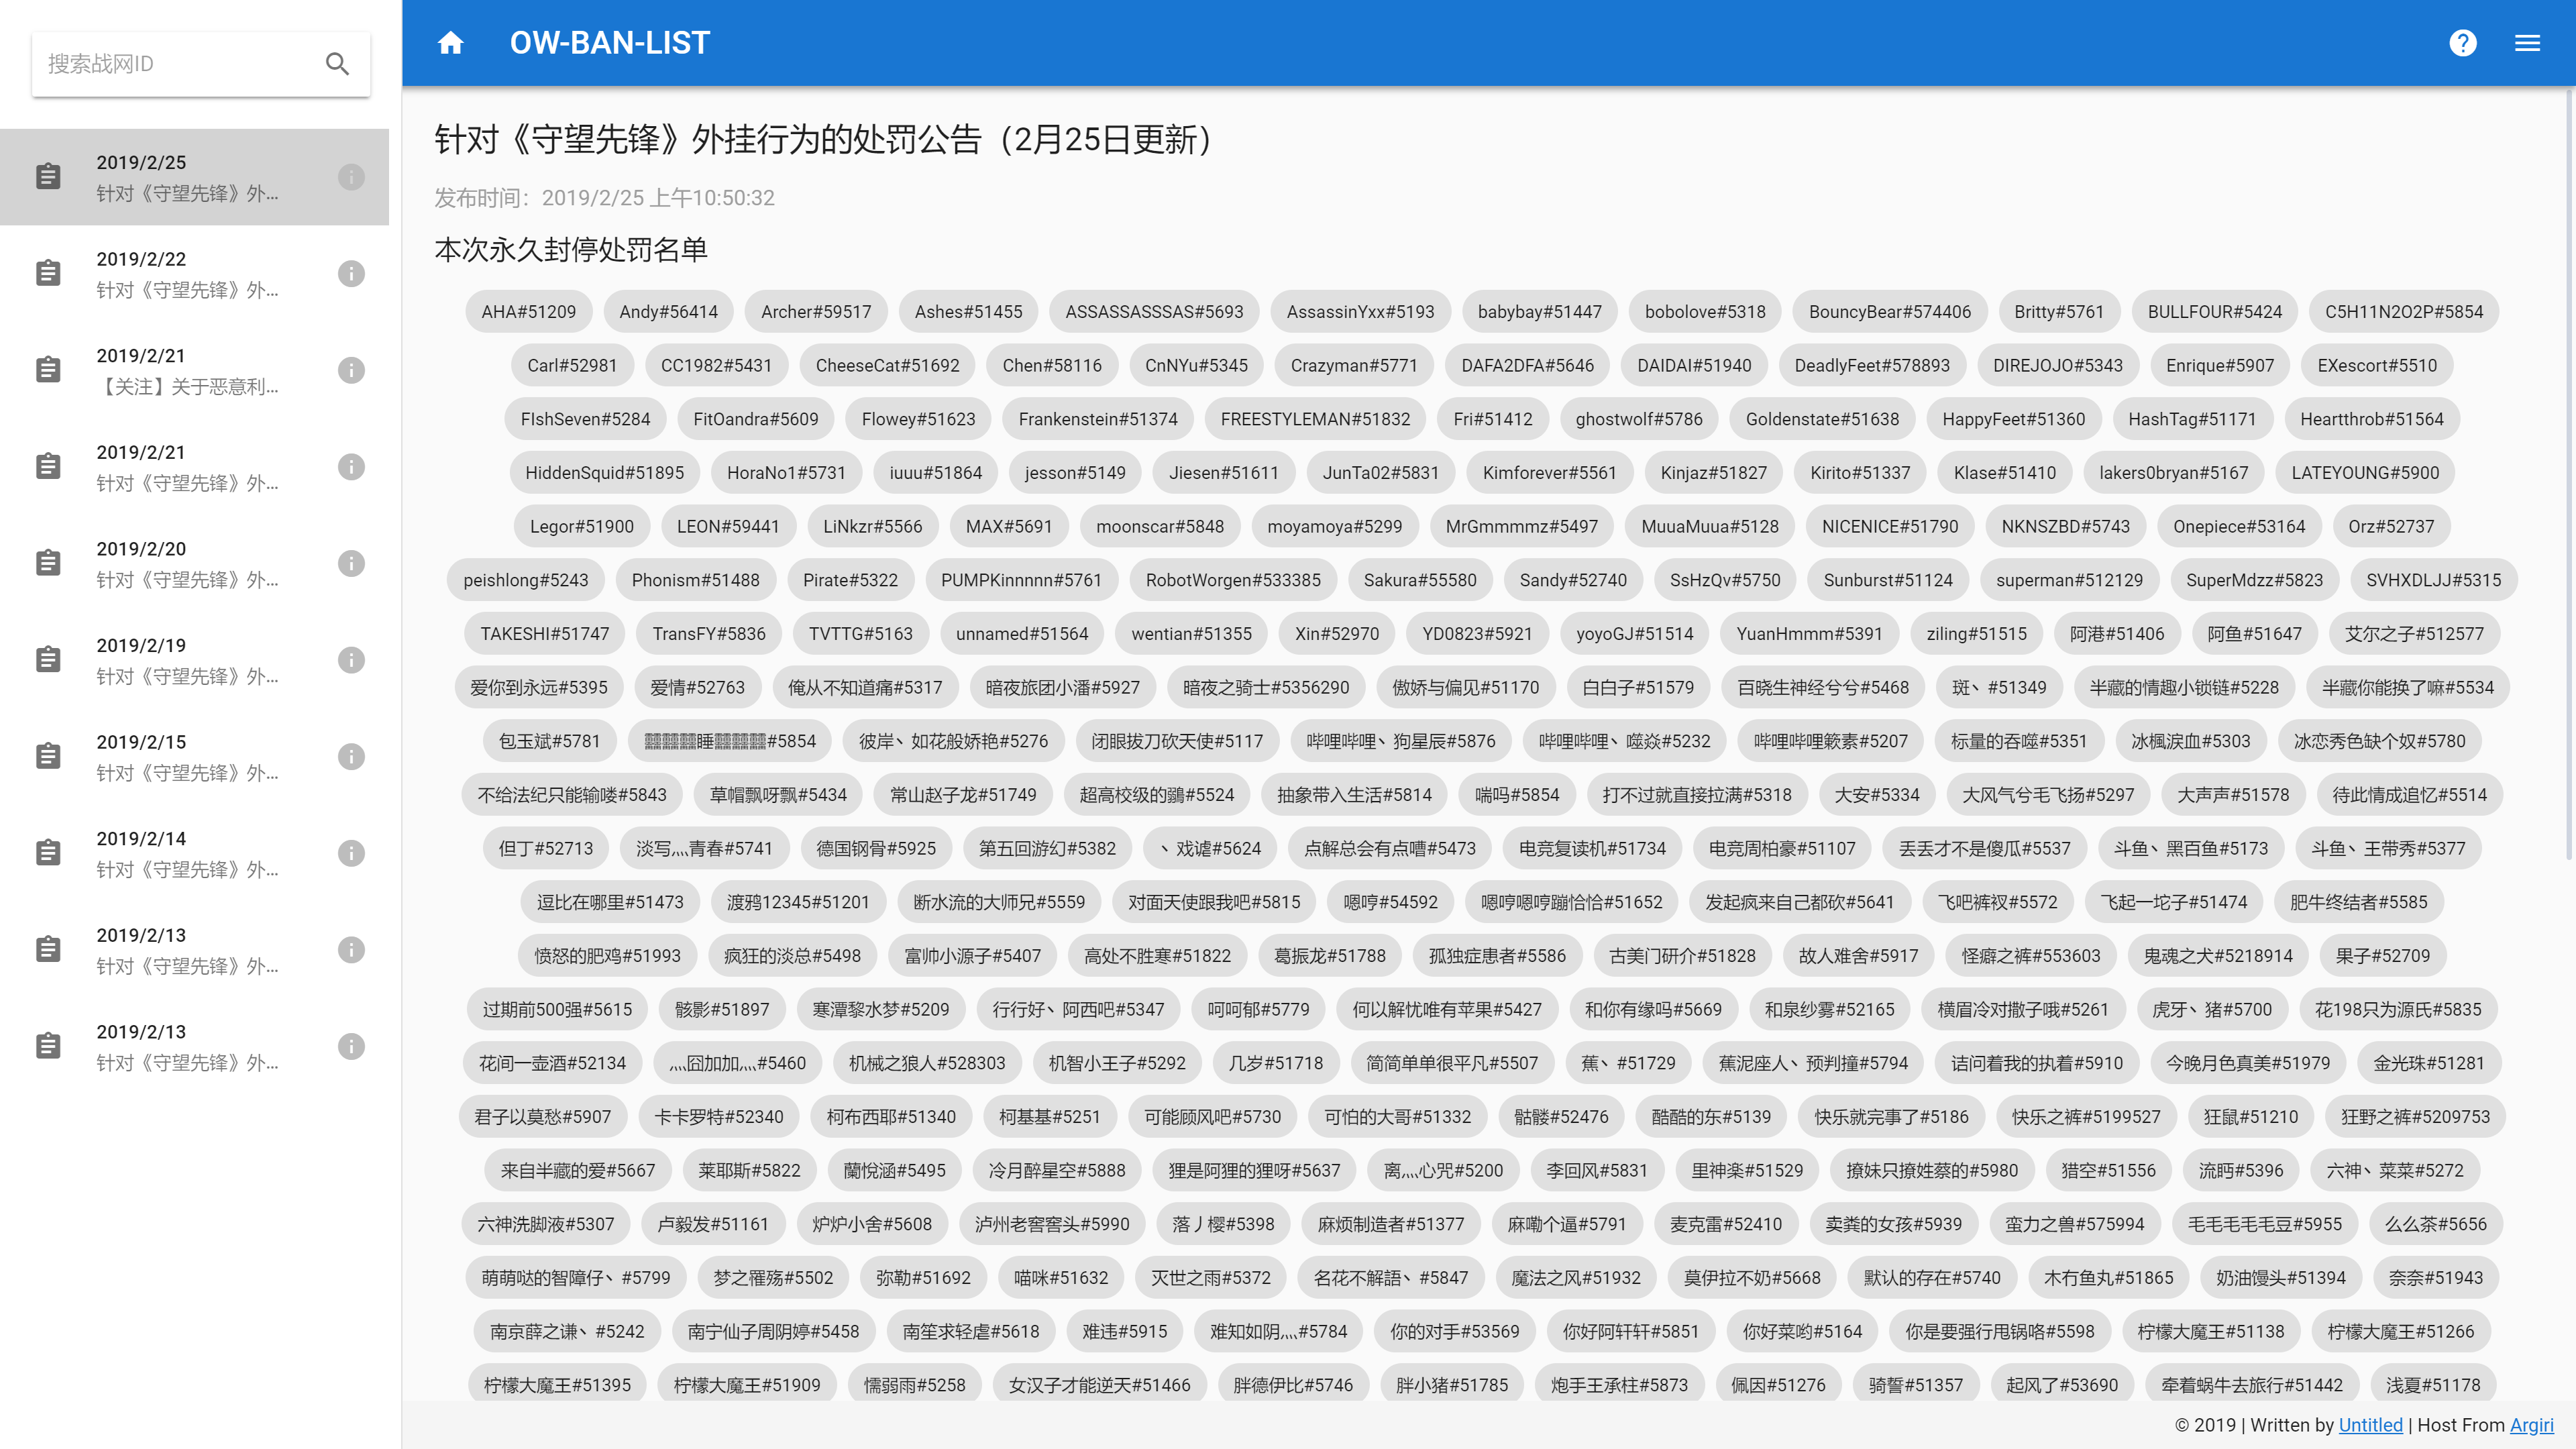 搜索战网ID
OW-BAN-LIST
2019/2/25
针对《守望先锋》外...
2019/2/22
针对《守望先锋》外...
2019/2/21
【关注】关于恶意利...
2019/2/21
针对《守望先锋》外...
2019/2/20
针对《守望先锋》外...
2019/2/19
针对《守望先锋》外...
2019/2/15
针对《守望先锋》外...
2019/2/14
针对《守望先锋》外...
2019/2/13
针对《守望先锋》外...
2019/2/13
针对《守望先锋》外...
针对《守望先锋》外挂行为的处罚公告（2月25日更新）
发布时间：2019/2/25 上午10:50:32
本次永久封停处罚名单
AHA#51209 Andy#56414 Archer#59517 Ashes#51455 ASSASSASSSAS#5693 AssassinYxx#5193 babybay#51447 bobolove#5318 BouncyBear#574406 Britty#5761 BULLFOUR#5424 C5H11N2O2P#5854
Carl#52981 CC1982#5431 CheeseCat#51692 Chen#58116 CnNYu#5345 Crazyman#5771 DAFA2DFA#5646 DAIDAI#51940 DeadlyFeet#578893 DIREJOJO#5343 Enrique#5907 EXescort#5510
FIshSeven#5284 FitOandra#5609 Flowey#51623 Frankenstein#51374 FREESTYLEMAN#51832 Fri#51412 ghostwolf#5786 Goldenstate#51638 HappyFeet#51360 HashTag#51171 Heartthrob#51564
HiddenSquid#51895 HoraNo1#5731 iuuu#51864 jesson#5149 Jiesen#51611 JunTa02#5831 Kimforever#5561 Kinjaz#51827 Kirito#51337 Klase#51410 lakers0bryan#5167 LATEYOUNG#5900
Legor#51900 LEON#59441 LiNkzr#5566 MAX#5691 moonscar#5848 moyamoya#5299 MrGmmmmz#5497 MuuaMuua#5128 NICENICE#51790 NKNSZBD#5743 Onepiece#53164 Orz#52737
peishlong#5243 Phonism#51488 Pirate#5322 PUMPKinnnnn#5761 RobotWorgen#533385 Sakura#55580 Sandy#52740 SsHzQv#5750 Sunburst#51124 superman#512129 SuperMdzz#5823 SVHXDLJJ#5315
TAKESHI#51747 TransFY#5836 TVTTG#5163 unnamed#51564 wentian#51355 Xin#52970 YD0823#5921 yoyoGJ#51514 YuanHmmm#5391 ziling#51515 阿港#51406 阿鱼#51647 艾尔之子#512577
爱你到永远#5395 爱情#52763 俺从不知道痛#5317 暗夜旅团小潘#5927 暗夜之骑士#5356290 傲娇与偏见#51170 白白子#51579 百晓生神经兮兮#5468 斑丶#51349 半藏的情趣小锁链#5228 半藏你能换了嘛#5534
包玉斌#5781 彼岸丶如花般娇艳#5276 闭眼拔刀砍天使#5117 哔哩哔哩丶狗星辰#5876 哔哩哔哩丶噬焱#5232 哔哩哔哩簌素#5207 标量的吞噬#5351 冰楓涙血#5303 冰恋秀色缺个奴#5780
不给法纪只能输喽#5843 草帽飘呀飘#5434 常山赵子龙#51749 超高校级的鶸#5524 抽象带入生活#5814 喘吗#5854 打不过就直接拉满#5318 大安#5334 大风气兮毛飞扬#5297 大声声#51578 待此情成追忆#5514
但丁#52713 淡写灬青春#5741 德国钢骨#5925 第五回游幻#5382 丶戏谑#5624 点解总会有点嘈#5473 电竞复读机#51734 电竞周柏豪#51107 丢丢才不是傻瓜#5537 斗鱼丶黑百鱼#5173 斗鱼丶王带秀#5377
逗比在哪里#51473 渡鸦12345#51201 断水流的大师兄#5559 对面天使跟我吧#5815 嗯哼#54592 嗯哼嗯哼蹦恰恰#51652 发起疯来自己都砍#5641 飞吧裤衩#5572 飞起一坨子#51474 肥牛终结者#5585
愤怒的肥鸡#51993 疯狂的淡总#5498 富帅小源子#5407 高处不胜寒#51822 葛振龙#51788 孤独症患者#5586 古美门研介#51828 故人难舍#5917 怪癖之裤#553603 鬼魂之犬#5218914 果子#52709
过期前500强#5615 骸影#51897 寒潭黎水梦#5209 行行好丶阿西吧#5347 呵呵郁#5779 何以解忧唯有苹果#5427 和你有缘吗#5669 和泉纱雾#52165 横眉冷对撒子哦#5261 虎牙丶猪#5700 花198只为源氏#5835
花间一壶酒#52134 灬囧加加灬#5460 机械之狼人#528303 机智小王子#5292 几岁#51718 简简单单很平凡#5507 蕉丶#51729 蕉泥座人丶预判撞#5794 诘问着我的执着#5910 今晚月色真美#51979 金光珠#51281
君子以莫愁#5907 卡卡罗特#52340 柯布西耶#51340 柯基基#5251 可能顾风吧#5730 可怕的大哥#51332 骷髅#52476 酷酷的东#5139 快乐就完事了#5186 快乐之裤#5199527 狂鼠#51210 狂野之裤#5209753
来自半藏的爱#5667 莱耶斯#5822 蘭悅涵#5495 冷月醉星空#5888 狸是阿狸的狸呀#5637 离灬心咒#5200 李回风#5831 里神楽#51529 撩妹只撩姓蔡的#5980 猎空#51556 流眄#5396 六神丶菜菜#5272
六神洗脚液#5307 卢毅发#51161 炉炉小舍#5608 泸州老窖窖头#5990 落丿樱#5398 麻烦制造者#51377 麻嘞个逼#5791 麦克雷#52410 卖粪的女孩#5939 蛮力之兽#575994 毛毛毛毛毛豆#5955 么么茶#5656
萌萌哒的智障仔丶#5799 梦之罹殇#5502 弥勒#51692 喵咪#51632 灭世之雨#5372 名花不解語丶#5847 魔法之风#51932 莫伊拉不奶#5668 默认的存在#5740 木冇鱼丸#51865 奶油馒头#51394 奈奈#51943
南京薛之谦丶#5242 南宁仙子周阴婷#5458 南笙求轻虐#5618 难违#5915 难知如阴灬#5784 你的对手#53569 你好阿轩轩#5851 你好菜哟#5164 你是要强行甩锅咯#5598 柠檬大魔王#51138 柠檬大魔王#51266
柠檬大魔王#51395 柠檬大魔王#51909 懦弱雨#5258 女汉子才能逆天#51466 胖德伊比#5746 胖小猪#51785 炮手王承柱#5873 佩因#51276 骑誓#51357 起风了#53690 牵着蜗牛去旅行#51442 浅夏#51178
© 2019 | Written by Untitled | Host From Argiri